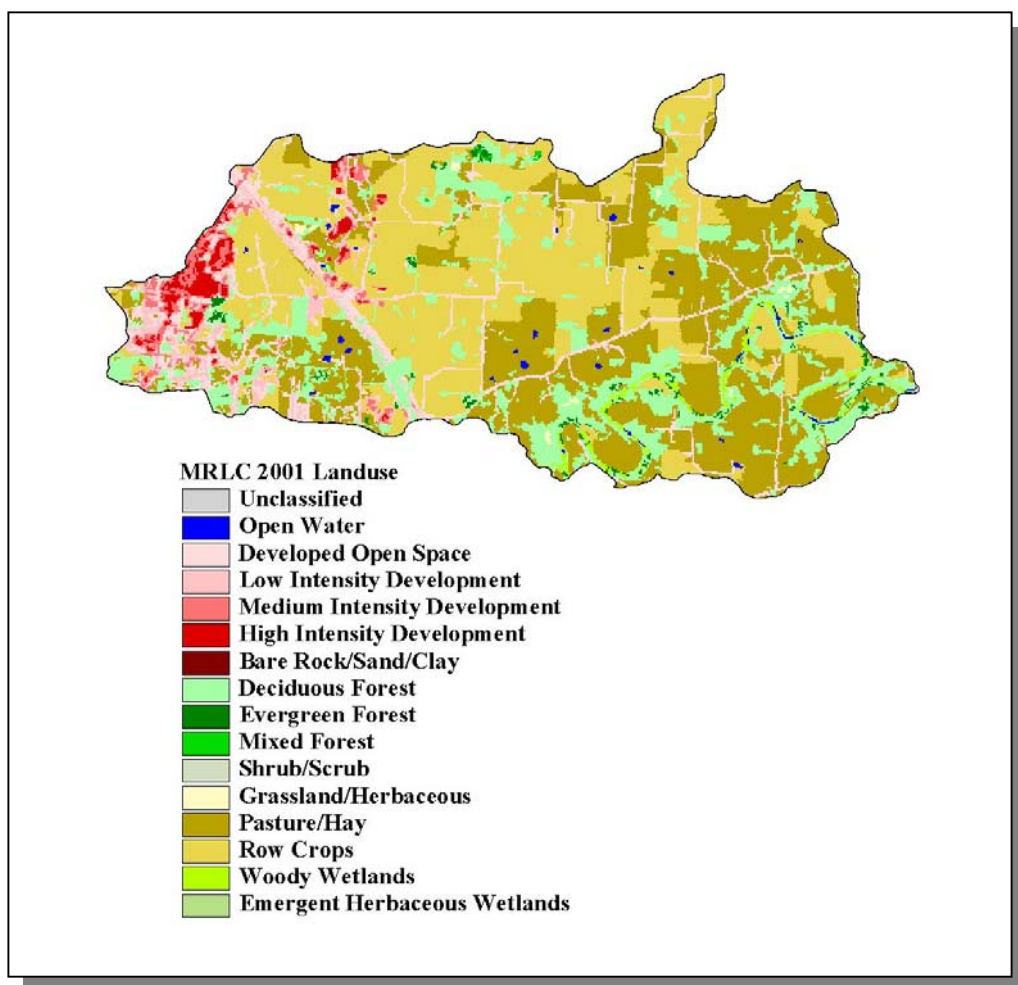 MRLC 2001 Landuse
Unclassified
Open Water
Developed Open Space
Low Intensity Development
Medium Intensity Development
High Intensity Development
Bare Rock/Sand/Clay
Deciduous Forest
Evergreen Forest
Mixed Forest
Shrub/Scrub
Grassland/Herbaceous
Pasture/Hay
Row Crops
Woody Wetlands
Emergent Herbaceous Wetlands